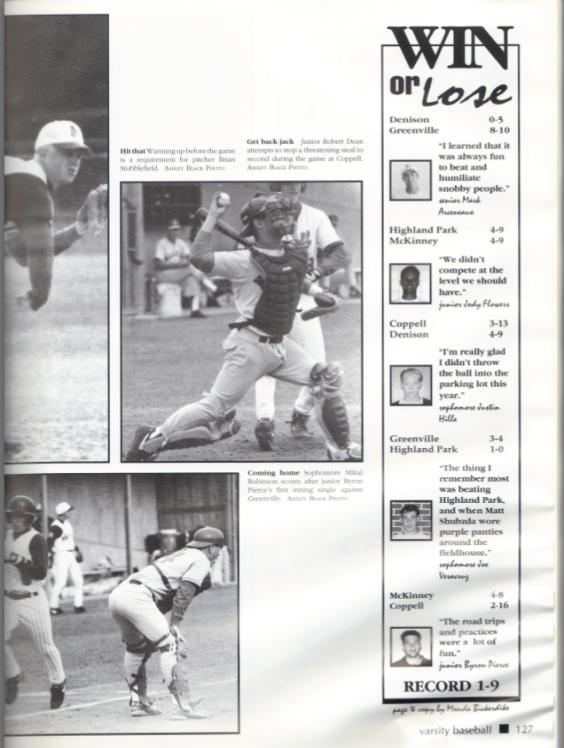 Hit that Warming up before the game
is a requirement for pitcher Brian
Stubblefield. ASHLEY BLACK PHOTO
Get back jack Junior Robert Dean
attempts to stop a threatening steal to
second during the game at Coppell.
ASHLEY BLACK PHOTO
Coming home Sophomore Mikal
Robinson scores after junior Byron
Pierce's first inning single against
Greenville. ASHLEY BLACK PHOTO
WIN
or Lose
Denison 0-5
Greenville 8-10
"I learned that it
was always fun
to beat and
humiliate
snobby people."
senior Mark
Arceneaux
Highland Park 4-9
McKinney 4-9
"We didn't
compete at the
level we should
have."
junior Jody Flowers
Coppell 3-13
Denison 4-9
"I'm really glad
I didn't throw
the ball into the
parking lot this
year."
sophomore Justin
Hills
Greenville 3-4
Highland Park 1-0
"The thing I
remember most
was beating
Highland Park,
and when Matt
Shubzda wore
purple panties
around the
fieldhouse."
sophomore Joe
Veracruz
McKinney 4-8
Coppell 2-16
"The road trips
and practices
were a lot of
fun."
junior Byron Pierce
RECORD 1-9
page & copy by Mandie Bickerdike
varsity baseball 127